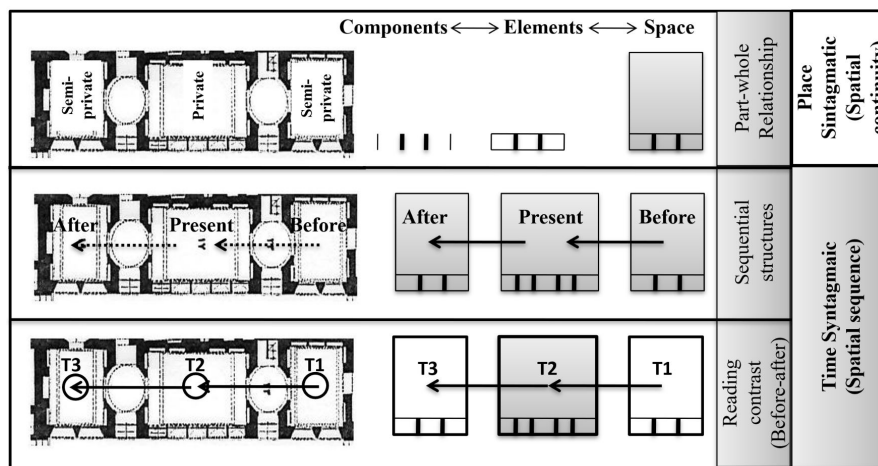 Components ⟷ Elements ⟷ Space
Semi-
private
Private
Semi-
private
Part-whole
Relationship
Place
Sintagmatic
(Spatial
continuity)
After Present Before
After Present Before
Sequential
structures
Time Syntagmaic
(Spatial sequence)
T3 T2 T1
T3 T2 T1
Reading
contrast
(Before-after)